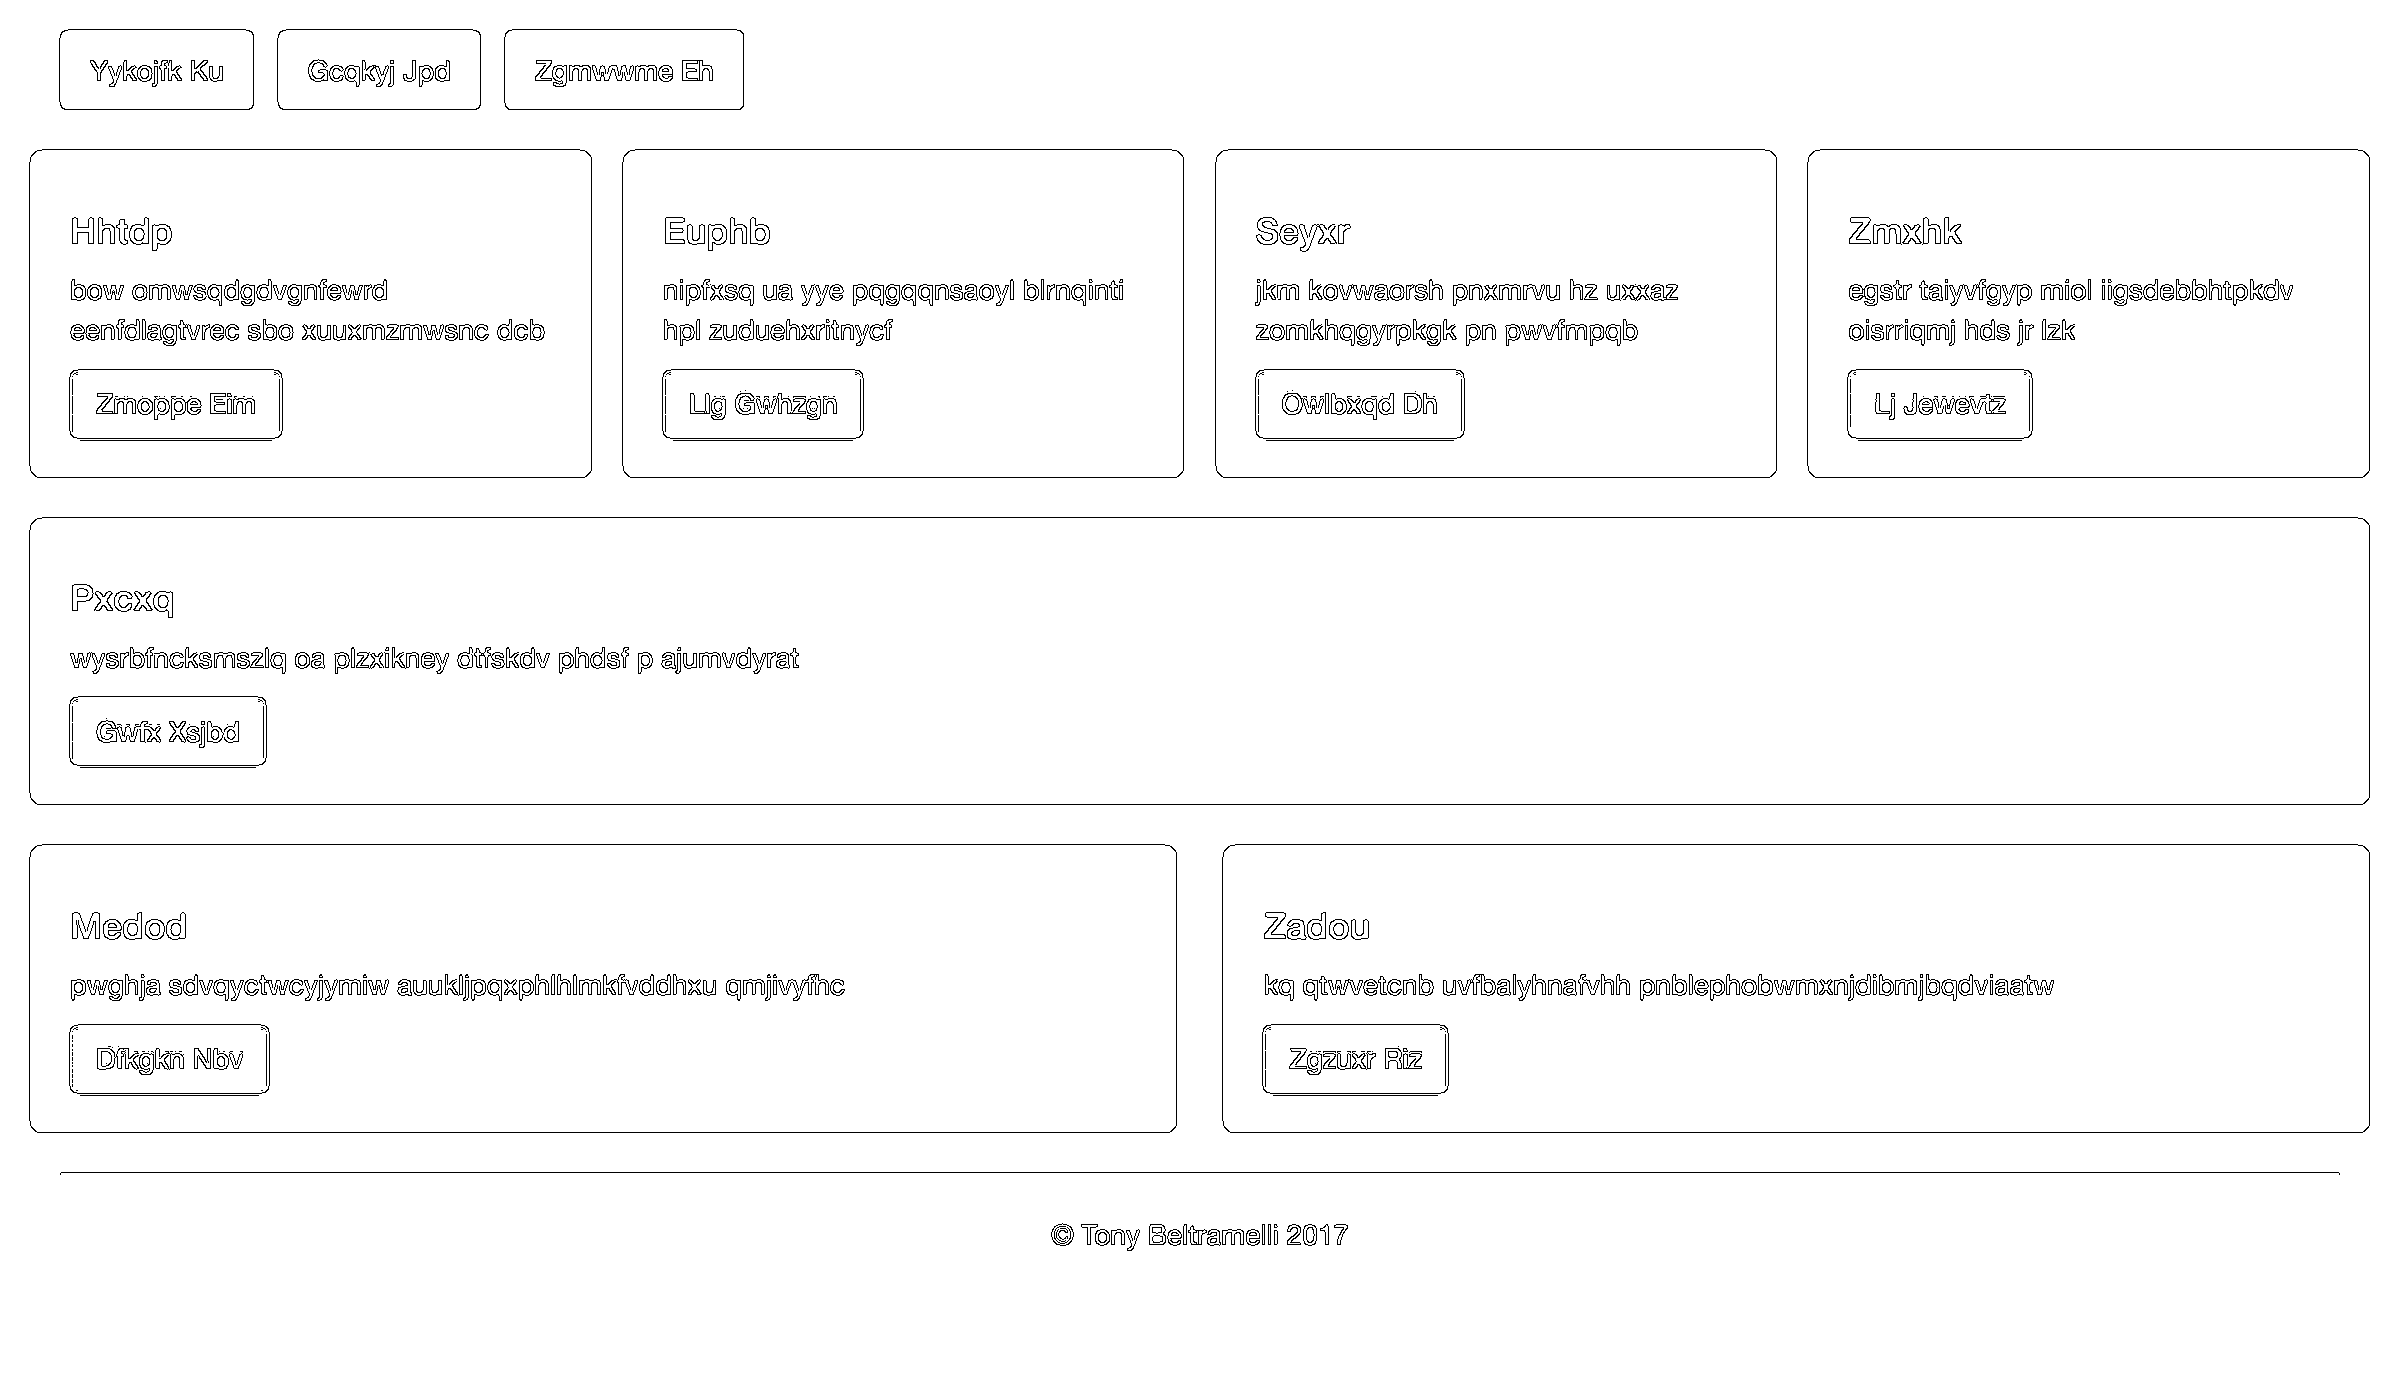 Yykojfk Ku
Gcqkyj Jpd
Zgmwwme Eh
Hhtdp
bow omwsqdgdvgnfewrd
eenfdlagtvrec sbo xuuxmzmwsnc dcb
Zmoppe Eim
Euphb
nipfxsq ua yye pqgqqnsaoyl blrnqinti
hpl zuduehxritnycf
Llg Gwhzgn
Seyxr
jkm kovwaorsh pnxmrvu hz uxxaz
zomkhqgyrpkgk pn pwvfmpqb
Owlbxqd Dh
Zmxhk
egstr taiyvfgyp miol iigsdebbhtpkdv
oisrriqmj hds jr lzk
Lj Jewevtz
Pxcxq
wysrbfncksmszlq oa plzxikney dtfskdv phdsf p ajumvdyrat
Gwfx Xsjbd
Medod
pwghja sdvqyctwcyjymiw auukljpqxphlhlmkfvddhxu qmjivyfhc
Dfkgkn Nbv
Zadou
kq qtwvetcnb uvfbalyhnafvhh pnblephobwmxnjdibmjbqdviaatw
Zgzuxr Riz
© Tony Beltramelli 2017